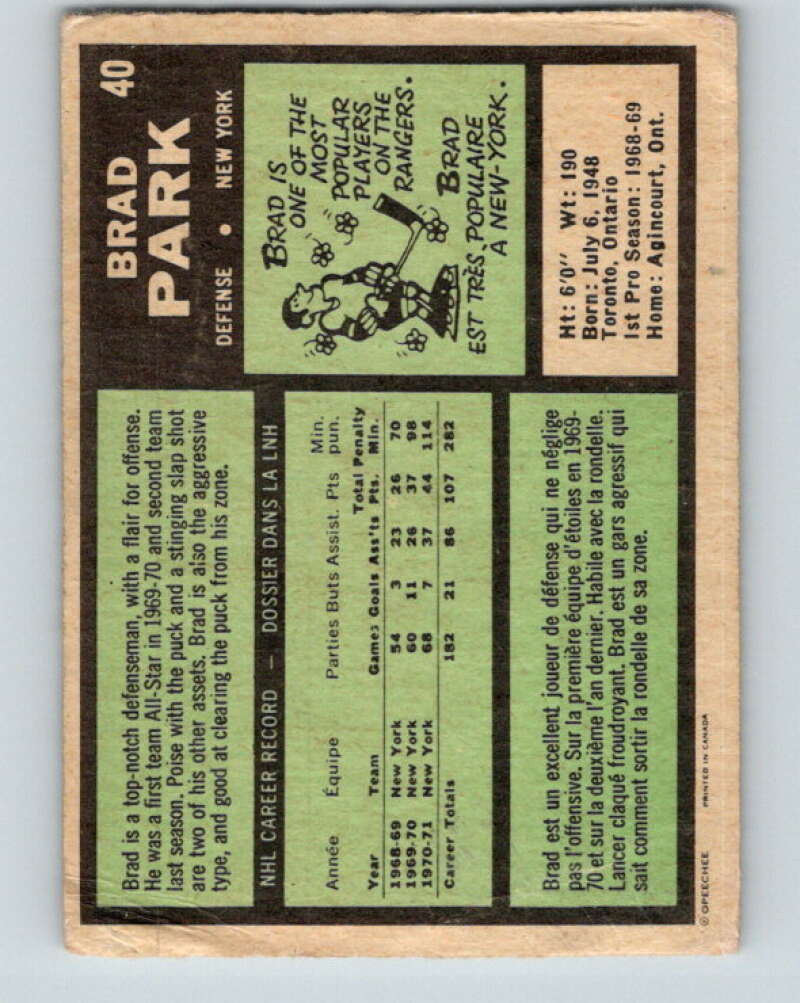 BRAD 40
PARK
DEFENSE • NEW YORK
Brad is a top-notch defenseman, with a flair for offense.
He was a first team All-Star in 1969-70 and second team
last season. Poise with the puck and a stinging slap shot
are two of his other assets. Brad is also the aggressive
type, and good at clearing the puck from his zone.
BRAD IS
ONE OF THE
MOST
POPULAR
PLAYERS
ON THE
RANGERS.
BRAD
EST TRÈS POPULAIRE
A NEW-YORK.
NHL CAREER RECORD — DOSSIER DANS LA LNH
Année Équipe Parties Buts Assist. Pts Min. pun.
Year Team Games Goals Ass'ts Total Pts. Penalty Min.
1968-69 New York 54 3 23 26 70
1969-70 New York 60 11 26 37 98
1970-71 New York 68 7 37 44 114
Career Totals 182 21 86 107 282
Ht: 6'0" Wt: 190
Born: July 6, 1948
Toronto, Ontario
1st Pro Season: 1968-69
Home: Agincourt, Ont.
Brad est un excellent joueur de défense qui ne néglige
pas l'offensive. Sur la première équipe d'étoiles en 1969-
70 et sur la deuxième l'an dernier. Habile avec la rondelle.
Lancer claqué froudroyant. Brad est un gars agressif qui
sait comment sortir la rondelle de sa zone.
© OPEECHEE PRINTED IN CANADA